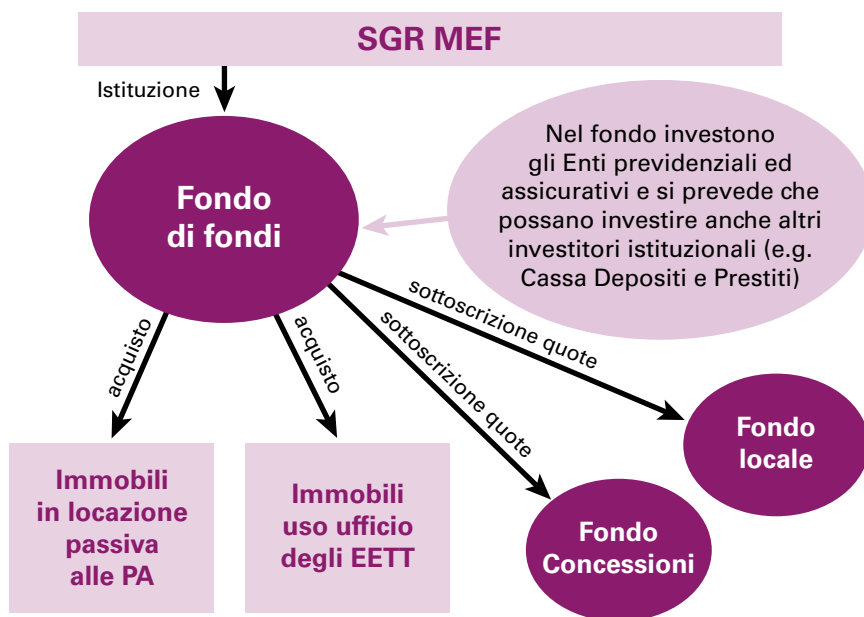 SGR MEF
Istituzione
Fondo
di fondi
Nel fondo investono
gli Enti previdenziali ed
assicurativi e si prevede che
possano investire anche altri
investitori istituzionali (e.g.
Cassa Depositi e Prestiti)
acquisto
acquisto
sottoscrizione quote
sottoscrizione quote
Immobili
in locazione
passiva
alle PA
Immobili
uso ufficio
degli EETT
Fondo
Concessioni
Fondo
locale